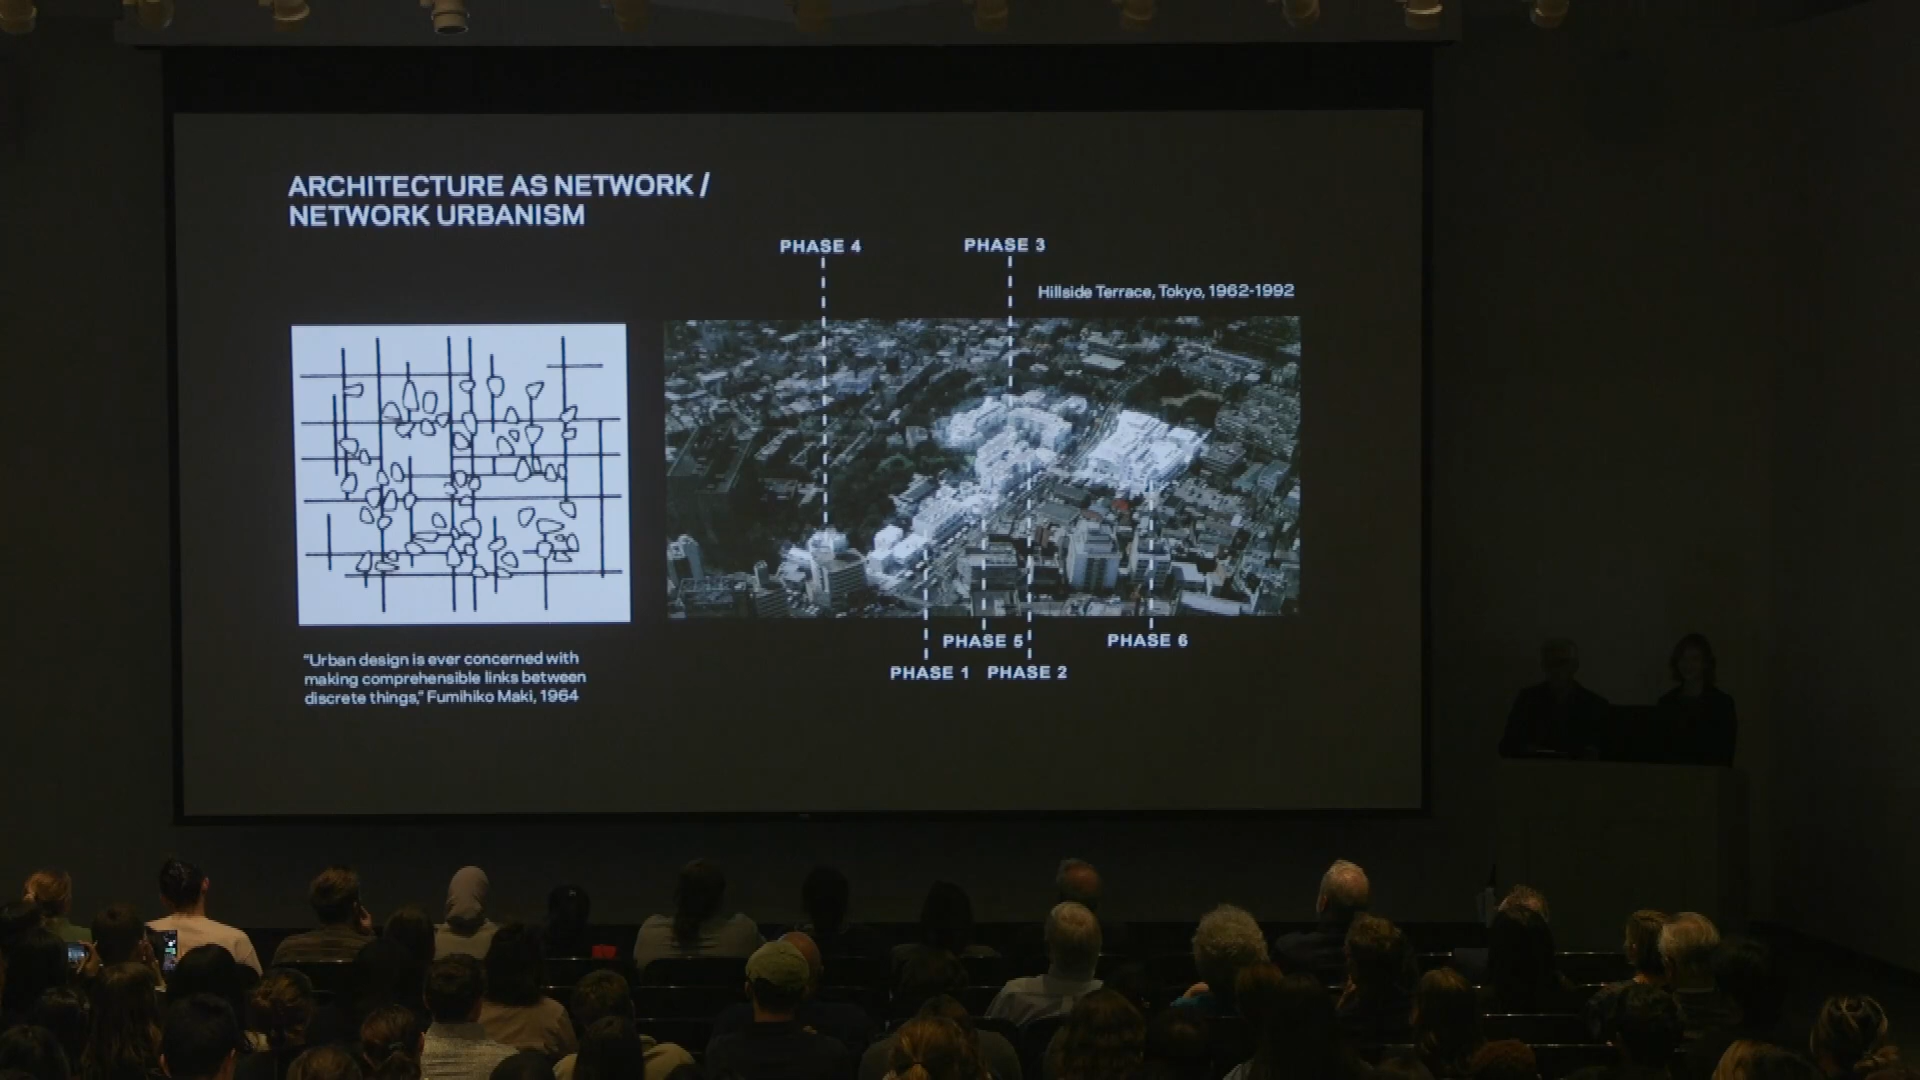 ARCHITECTURE AS NETWORK /
NETWORK URBANISM
PHASE 4
PHASE 3
Hillside Terrace, Tokyo, 1962-1992
"Urban design is ever concerned with
making comprehensible links between
discrete things," Fumihiko Maki, 1964
PHASE 5
PHASE 6
PHASE 1
PHASE 2